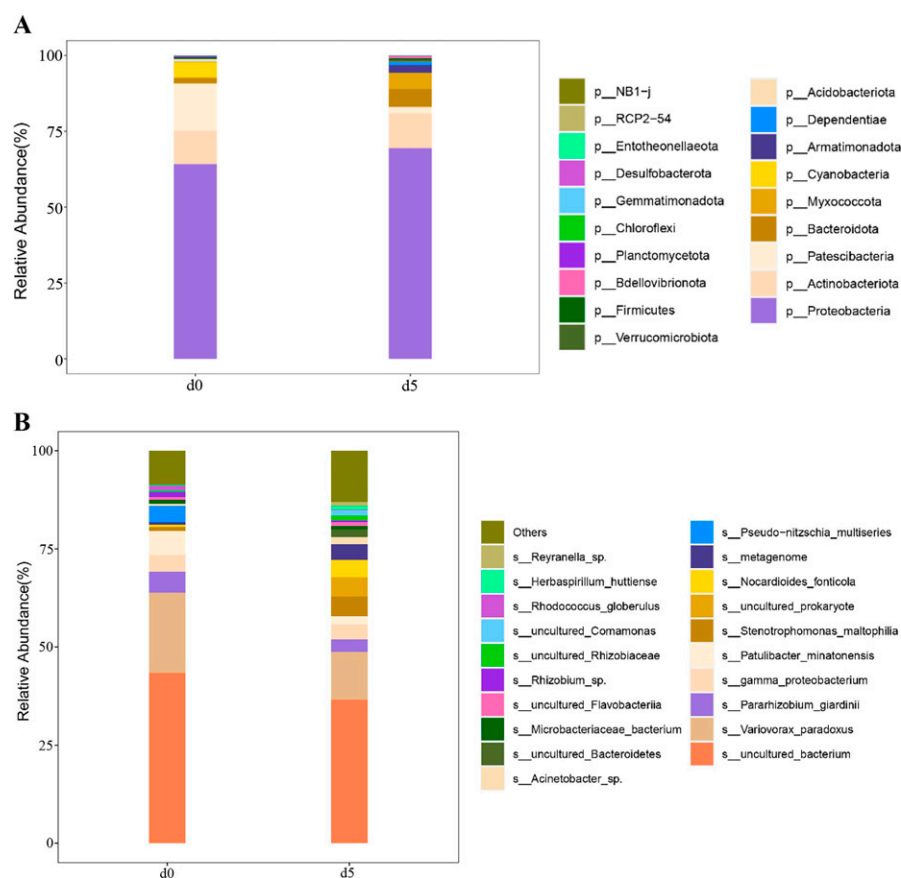 A
Relative Abundance(%)
100
75
50
25
0
d0
d5
p__NB1-j
p__RCP2-54
p__Entotheonellaeota
p__Desulfobacterota
p__Gemmatimonadota
p__Chloroflexi
p__Planctomycetota
p__Bdellovibrionota
p__Firmicutes
p__Verrucomicrobiota
p__Acidobacteriota
p__Dependentiae
p__Armatimonadota
p__Cyanobacteria
p__Myxococcota
p__Bacteroidota
p__Patescibacteria
p__Actinobacteriota
p__Proteobacteria
B
Relative Abundance(%)
100
75
50
25
0
d0
d5
Others
s__Reyranella_sp.
s__Herbaspirillum_huttiense
s__Rhodococcus_globerulus
s__uncultured_Comamonas
s__uncultured_Rhizobiaceae
s__Rhizobium_sp.
s__uncultured_Flavobacteriia
s__Microbacteriaceae_bacterium
s__uncultured_Bacteroidetes
s__Acinetobacter_sp.
s__Pseudo-nitzschia_multiseries
s__metagenome
s__Nocardioides_fonticola
s__uncultured_prokaryote
s__Stenotrophomonas_maltophilia
s__Patulibacter_minatonensis
s__gamma_proteobacterium
s__Pararhizobium_giardinii
s__Variovorax_paradoxus
s__uncultured_bacterium